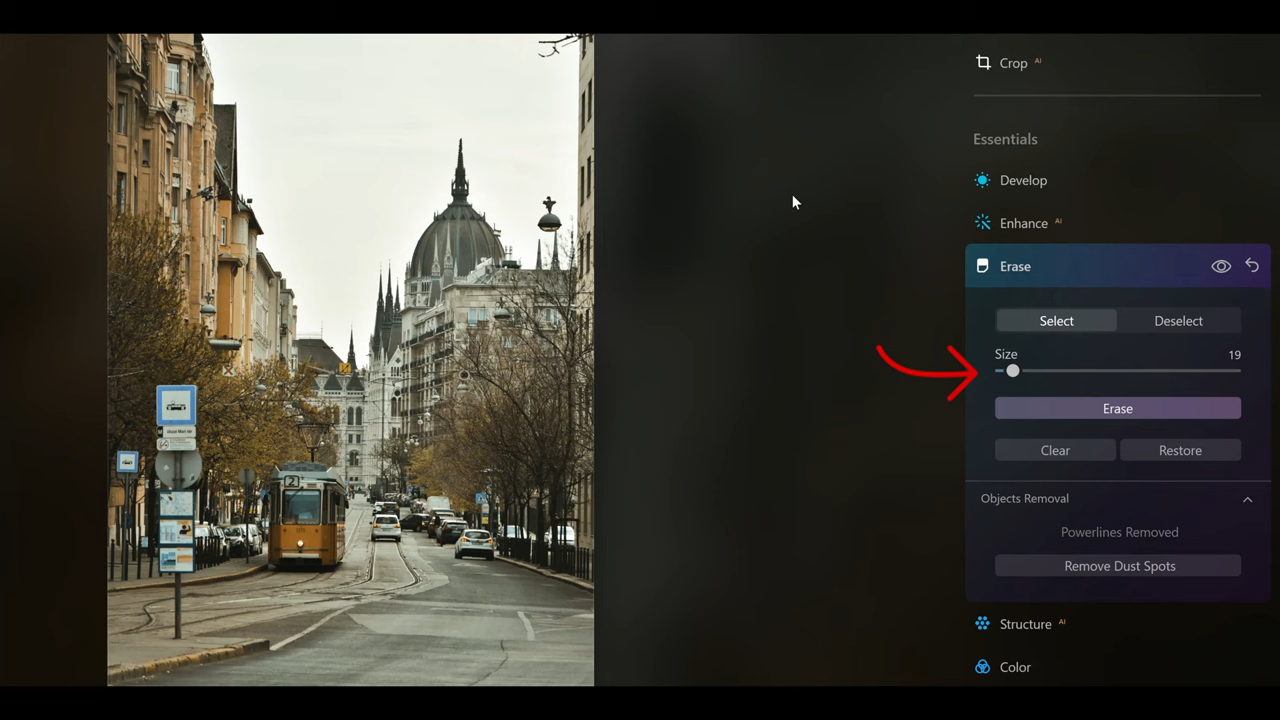 Crop AI
Essentials
Develop
Enhance AI
Erase
Select Deselect
Size 19
Erase
Clear Restore
Objects Removal
Powerlines Removed
Remove Dust Spots
Structure AI
Color
2